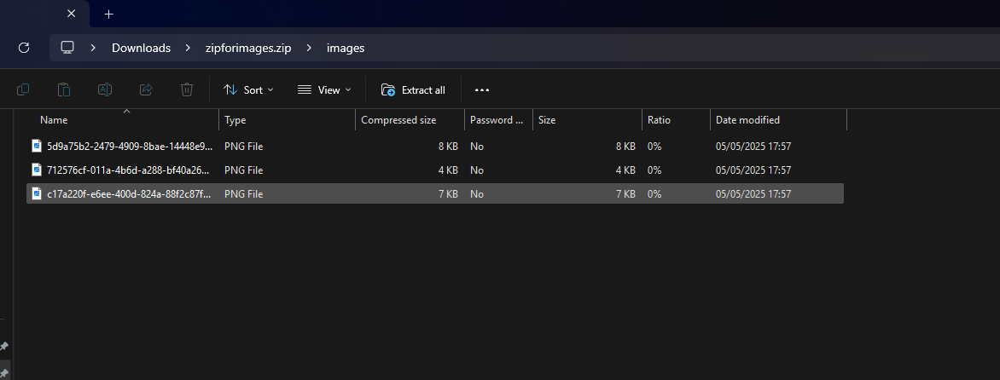 Downloads > zipforimages.zip > images
Sort View Extract all
Name Type Compressed size Password ... Size Ratio Date modified
5d9a75b2-2479-4909-8bae-14448e9... PNG File 8 KB No 8 KB 0% 05/05/2025 17:57
712576cf-011a-4b6d-a288-bf40a26... PNG File 4 KB No 4 KB 0% 05/05/2025 17:57
c17a220f-e6ee-400d-824a-88f2c87f... PNG File 7 KB No 7 KB 0% 05/05/2025 17:57